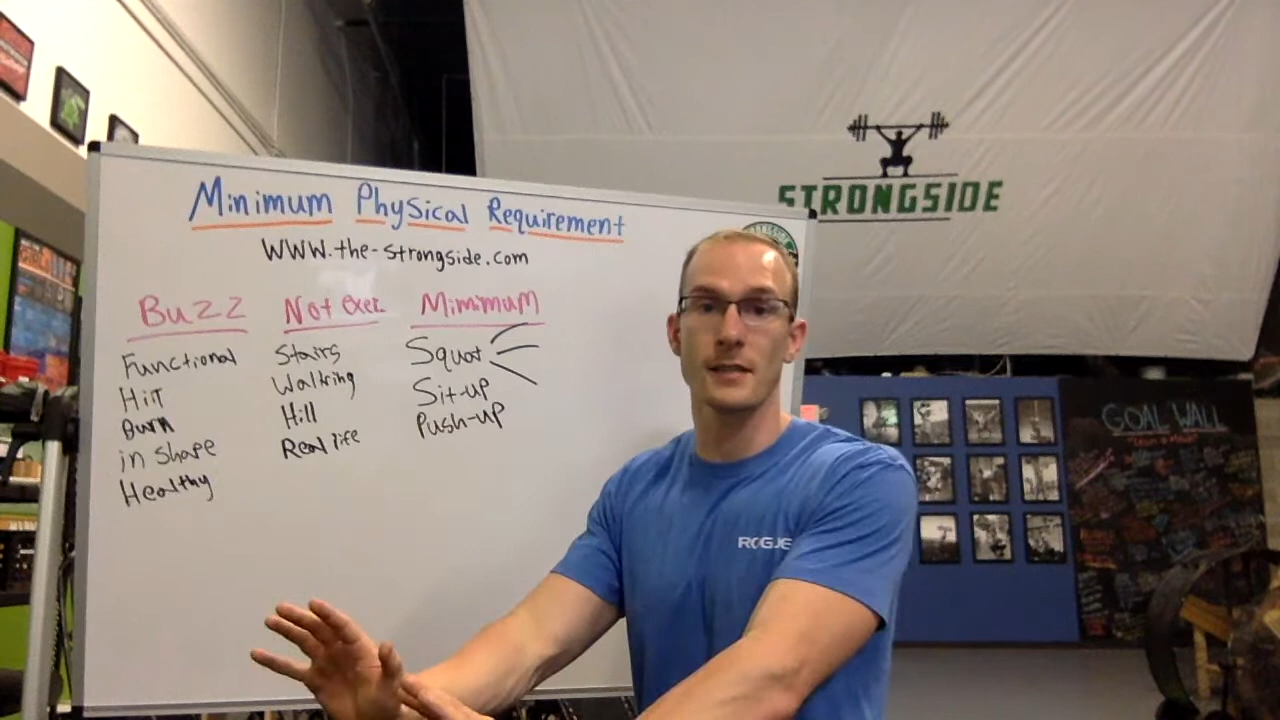 Minimum Physical Requirement
www.the-strongside.com
Buzz
Functional
HiiT
Burn
in shape
Healthy
Not Exer.
Stairs
Walking
Hill
Real life
Mimimum
Squat
Sit-up
Push-up
STRONGSIDE
ROGUE
GOAL WALL